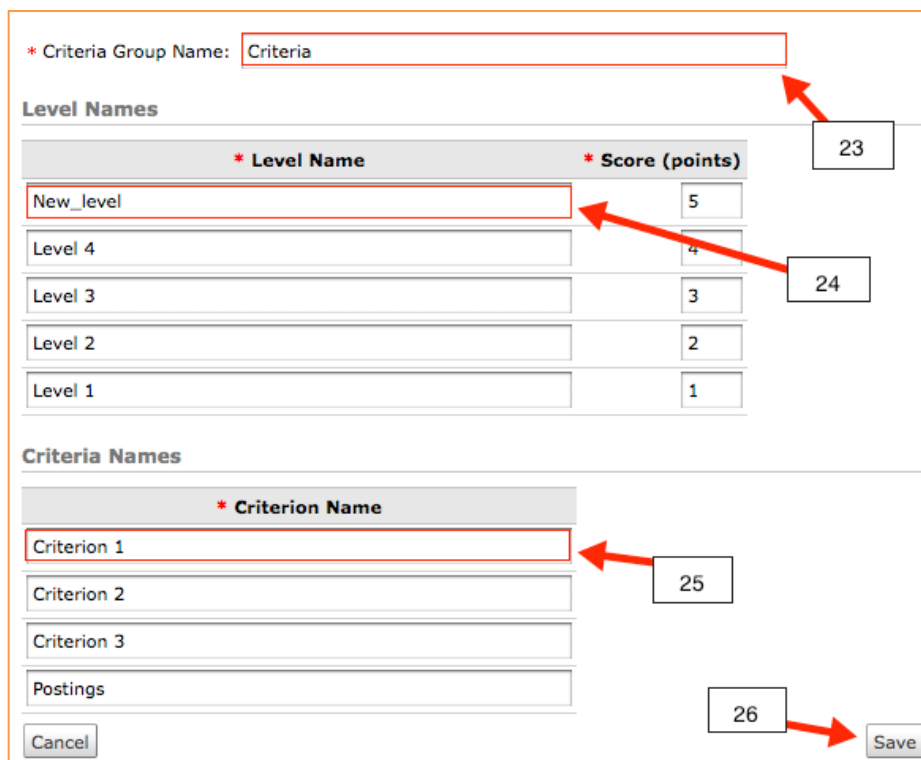 * Criteria Group Name: Criteria
23
Level Names
* Level Name * Score (points)
New_level 5
Level 4 4
24
Level 3 3
Level 2 2
Level 1 1
Criteria Names
* Criterion Name
Criterion 1
25
Criterion 2
Criterion 3
Postings
26
Cancel Save